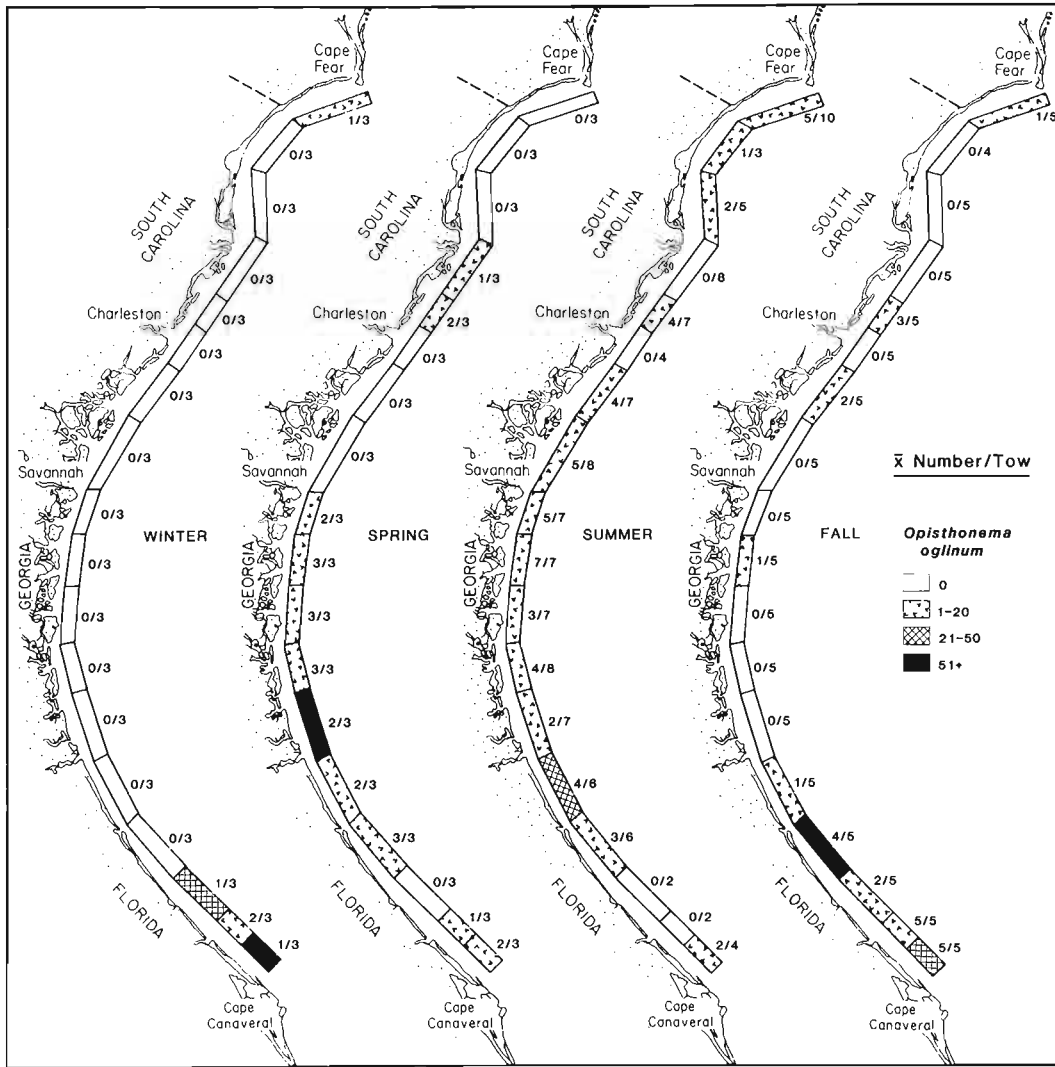 Cape
Fear
1/3
0/3
0/3
SOUTH
CAROLINA
0/3
Charleston
0/3
0/3
0/3
Savannah
0/3
0/3
WINTER
GEORGIA
0/3
0/3
0/3
0/3
0/3
0/3
1/3
FLORIDA
2/3
1/3
Cape
Canaveral
Cape
Fear
0/3
0/3
0/3
SOUTH
CAROLINA
1/3
Charleston
2/3
0/3
0/3
Savannah
0/3
2/3
SPRING
GEORGIA
3/3
3/3
3/3
2/3
2/3
3/3
0/3
FLORIDA
1/3
2/3
Cape
Canaveral
Cape
Fear
5/10
1/3
2/5
SOUTH
CAROLINA
0/8
Charleston
4/7
0/4
4/7
Savannah
5/8
5/7
SUMMER
GEORGIA
7/7
3/7
4/8
2/7
4/6
3/6
0/2
FLORIDA
0/2
2/4
Cape
Canaveral
Cape
Fear
1/5
0/4
0/5
SOUTH
CAROLINA
0/5
Charleston
3/5
0/5
2/5
Savannah
0/5
0/5
FALL
GEORGIA
1/5
0/5
0/5
0/5
1/5
4/5
2/5
FLORIDA
5/5
5/5
Cape
Canaveral
x̄ Number/Tow
Opisthonema
oglinum
0
1-20
21-50
51+